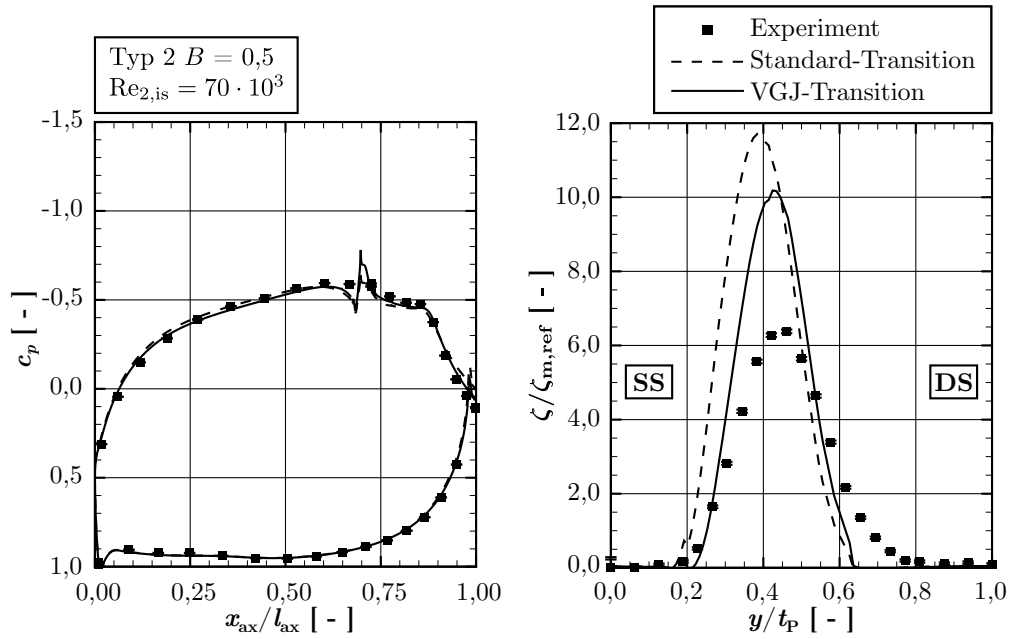 Typ 2 B = 0,5
Re2,is = 70 · 10³
Experiment
Standard-Transition
VGJ-Transition
-1,5
-1,0
-0,5
0,0
0,5
1,0
cp [ - ]
0,00 0,25 0,50 0,75 1,00
xax/lax [ - ]
12,0
10,0
8,0
6,0
4,0
2,0
0,0
ζ/ζm,ref [ - ]
SS
DS
0,0 0,2 0,4 0,6 0,8 1,0
y/tP [ - ]